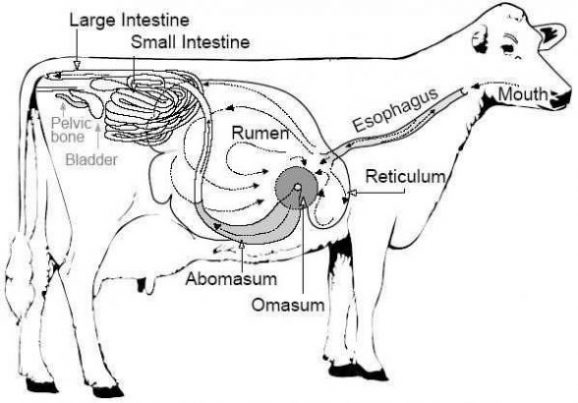 Large Intestine
Small Intestine
Mouth
Esophagus
Pelvic
bone
Bladder
Rumen
Reticulum
Abomasum
Omasum